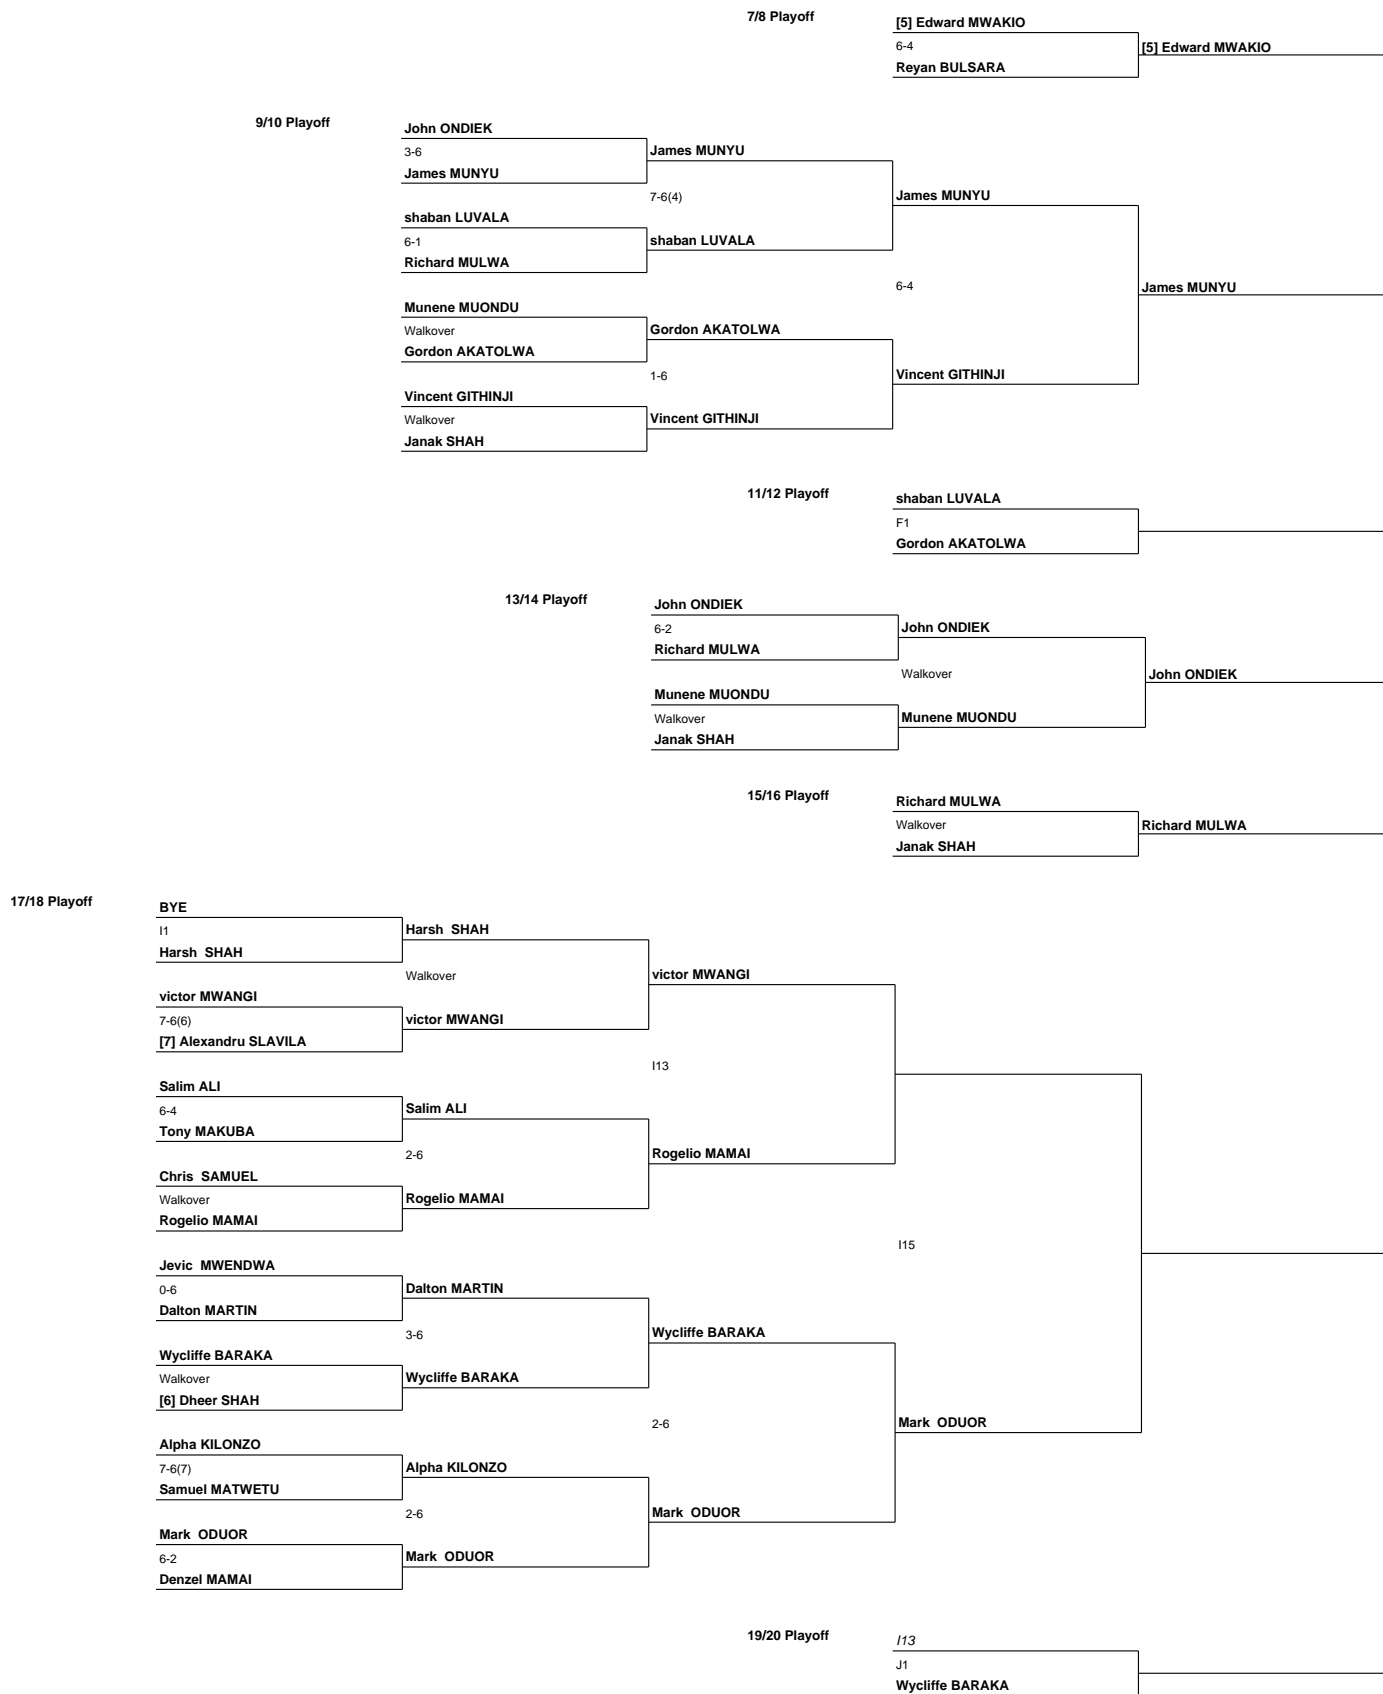 7/8 Playoff
[5] Edward MWAKIO
6-4
Reyan BULSARA
[5] Edward MWAKIO
9/10 Playoff
John ONDIEK
3-6
James MUNYU
James MUNYU
7-6(4)
shaban LUVALA
6-1
Richard MULWA
shaban LUVALA
James MUNYU
6-4
Munene MUONDU
Walkover
Gordon AKATOLWA
Gordon AKATOLWA
1-6
Vincent GITHINJI
Walkover
Janak SHAH
Vincent GITHINJI
Vincent GITHINJI
James MUNYU
11/12 Playoff
shaban LUVALA
F1
Gordon AKATOLWA
13/14 Playoff
John ONDIEK
6-2
Richard MULWA
John ONDIEK
Walkover
Munene MUONDU
Walkover
Janak SHAH
Munene MUONDU
John ONDIEK
15/16 Playoff
Richard MULWA
Walkover
Janak SHAH
Richard MULWA
17/18 Playoff
BYE
I1
Harsh  SHAH
Harsh  SHAH
Walkover
victor MWANGI
7-6(6)
[7] Alexandru SLAVILA
victor MWANGI
victor MWANGI
I13
Salim ALI
6-4
Tony MAKUBA
Salim ALI
2-6
Chris  SAMUEL
Walkover
Rogelio MAMAI
Rogelio MAMAI
Rogelio MAMAI
I15
Jevic  MWENDWA
0-6
Dalton MARTIN
Dalton MARTIN
3-6
Wycliffe BARAKA
Walkover
[6] Dheer SHAH
Wycliffe BARAKA
Wycliffe BARAKA
2-6
Alpha KILONZO
7-6(7)
Samuel MATWETU
Alpha KILONZO
2-6
Mark  ODUOR
6-2
Denzel MAMAI
Mark  ODUOR
Mark  ODUOR
Mark  ODUOR
19/20 Playoff
I13
J1
Wycliffe BARAKA